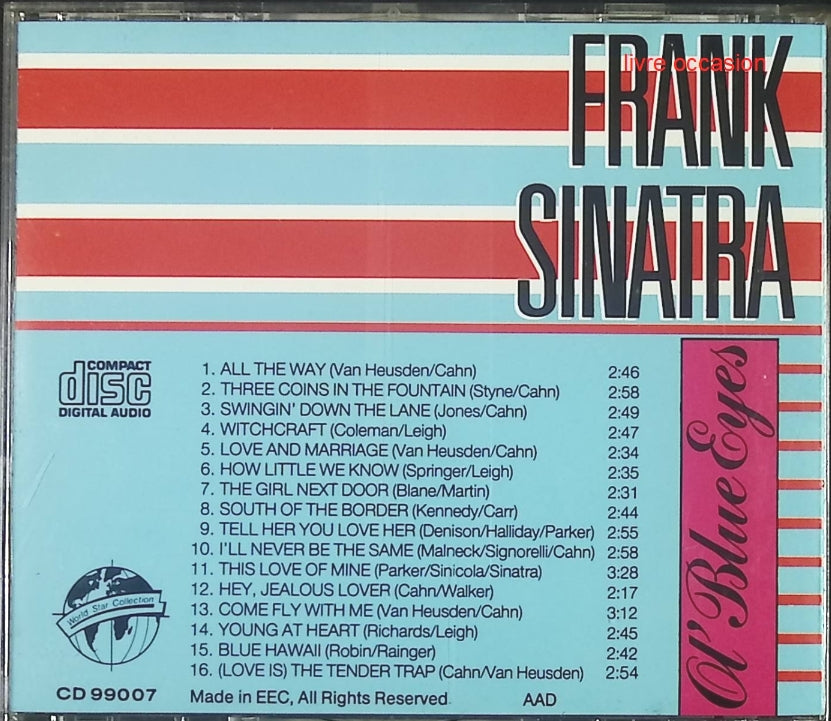 FRANK
livre occasion
SINATRA
COMPACT
disc
DIGITAL AUDIO
1. ALL THE WAY (Van Heusden/Cahn) 2:46
2. THREE COINS IN THE FOUNTAIN (Styne/Cahn) 2:58
3. SWINGIN' DOWN THE LANE (Jones/Cahn) 2:49
4. WITCHCRAFT (Coleman/Leigh) 2:47
5. LOVE AND MARRIAGE (Van Heusden/Cahn) 2:34
6. HOW LITTLE WE KNOW (Springer/Leigh) 2:35
7. THE GIRL NEXT DOOR (Blane/Martin) 2:31
8. SOUTH OF THE BORDER (Kennedy/Carr) 2:44
9. TELL HER YOU LOVE HER (Denison/Halliday/Parker) 2:55
10. I'LL NEVER BE THE SAME (Malneck/Signorelli/Cahn) 2:58
11. THIS LOVE OF MINE (Parker/Sinicola/Sinatra) 3:28
12. HEY, JEALOUS LOVER (Cahn/Walker) 2:17
13. COME FLY WITH ME (Van Heusden/Cahn) 3:12
14. YOUNG AT HEART (Richards/Leigh) 2:45
15. BLUE HAWAII (Robin/Rainger) 2:42
16. (LOVE IS) THE TENDER TRAP (Cahn/Van Heusden) 2:54
Ol' Blue Eyes
World Star Collection
CD 99007
Made in EEC, All Rights Reserved
AAD